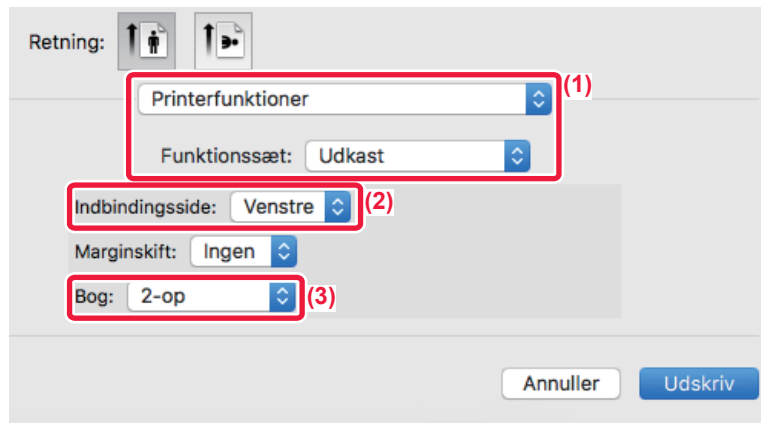 Retning:
Printerfunktioner (1)
Funktionssæt: Udkast
Indbindingsside: Venstre (2)
Marginskift: Ingen
Bog: 2-op (3)
Annuller Udskriv